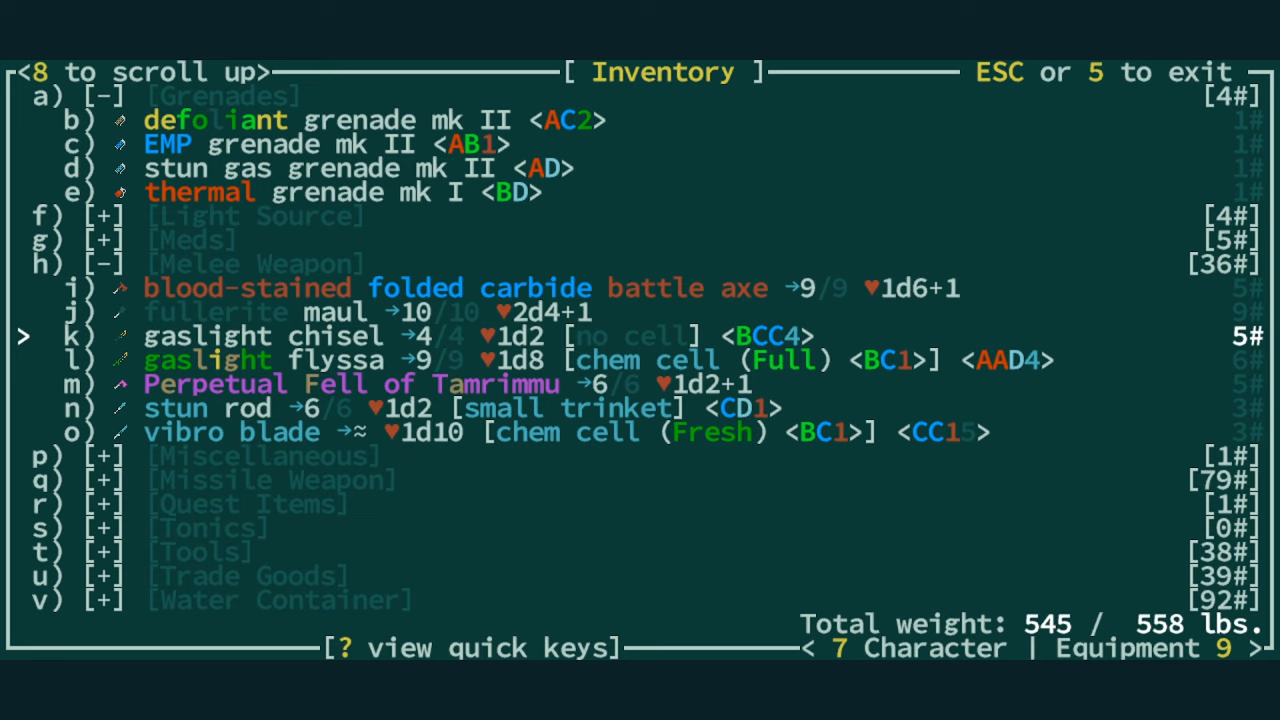 <8 to scroll up> [ Inventory ] ESC or 5 to exit
a) [-] [Grenades] [4#]
b) defoliant grenade mk II <AC2> 1#
c) EMP grenade mk II <AB1> 1#
d) stun gas grenade mk II <AD> 1#
e) thermal grenade mk I <BD> 1#
f) [+] [Light Source] [4#]
g) [+] [Meds] [5#]
h) [-] [Melee Weapon] [36#]
i) blood-stained folded carbide battle axe →9/9 ♥1d6+1 5#
j) fullerite maul →10/10 ♥2d4+1 9#
> k) gaslight chisel →4/4 ♥1d2 [no cell] <BCC4> 5#
l) gaslight flyssa →9/9 ♥1d8 [chem cell (Full) <BC1>] <AAD4> 6#
m) Perpetual Fell of Tamrimmu →6/6 ♥1d2+1 5#
n) stun rod →6/6 ♥1d2 [small trinket] <CD1> 3#
o) vibro blade →≈ ♥1d10 [chem cell (Fresh) <BC1>] <CC15> 3#
p) [+] [Miscellaneous] [1#]
q) [+] [Missile Weapon] [79#]
r) [+] [Quest Items] [1#]
s) [+] [Tonics] [0#]
t) [+] [Tools] [38#]
u) [+] [Trade Goods] [39#]
v) [+] [Water Container] [92#]
Total weight: 545 / 558 lbs.
[? view quick keys] < 7 Character | Equipment 9 >